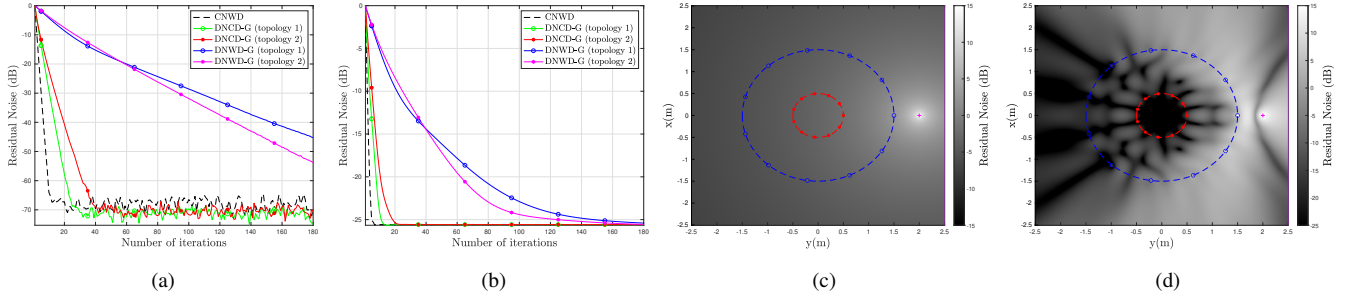 0
-10
-20
-30
-40
-50
-60
-70
20 40 60 80 100 120 140 160 180
Residual Noise (dB)
Number of iterations
CNWD
DNCD-G (topology 1)
DNCD-G (topology 2)
DNWD-G (topology 1)
DNWD-G (topology 2)
(a)
0
-5
-10
-15
-20
-25
20 40 60 80 100 120 140 160 180
Residual Noise (dB)
Number of iterations
CNWD
DNCD-G (topology 1)
DNCD-G (topology 2)
DNWD-G (topology 1)
DNWD-G (topology 2)
(b)
2.5
2
1.5
1
0.5
0
0.5
1
1.5
2
2.5
-2.5 -2 -1.5 -1 -0.5 0 0.5 1 1.5 2 2.5
x(m)
y(m)
15
10
5
0
-5
-10
-15
Residual Noise (dB)
(c)
2.5
2
1.5
1
0.5
0
0.5
1
1.5
2
2.5
-2.5 -2 -1.5 -1 -0.5 0 0.5 1 1.5 2 2.5
x(m)
y(m)
15
10
5
0
-5
-10
-15
-20
-25
Residual Noise (dB)
(d)